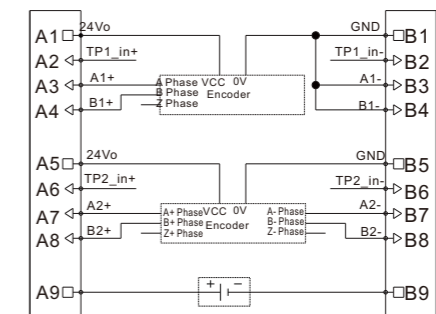 24Vo GND
A1 B1
TP1_in+ TP1_in-
A2 B2
A1+ A Phase VCC 0V A1-
A3 B3
B1+ B Phase Encoder B1-
Z Phase
A4 B4
24Vo GND
A5 B5
TP2_in+ TP2_in-
A6 B6
A2+ A+ Phase VCC 0V A- Phase A2-
A7 B7
B2+ B+ Phase Encoder B- Phase B2-
Z+ Phase Z- Phase
A8 B8
+ -
A9 B9